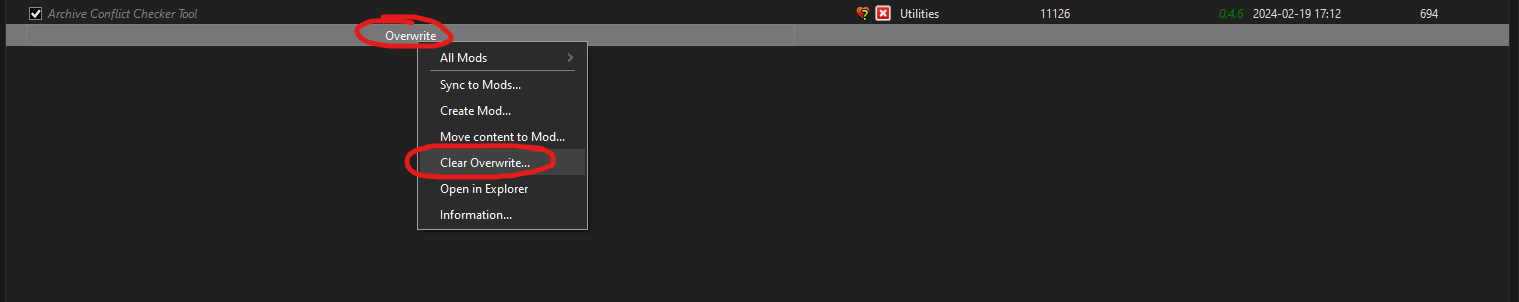 Archive Conflict Checker Tool Utilities 11126 0.4.6 2024-02-19 17:12 694
Overwrite
All Mods
Sync to Mods...
Create Mod...
Move content to Mod...
Clear Overwrite...
Open in Explorer
Information...